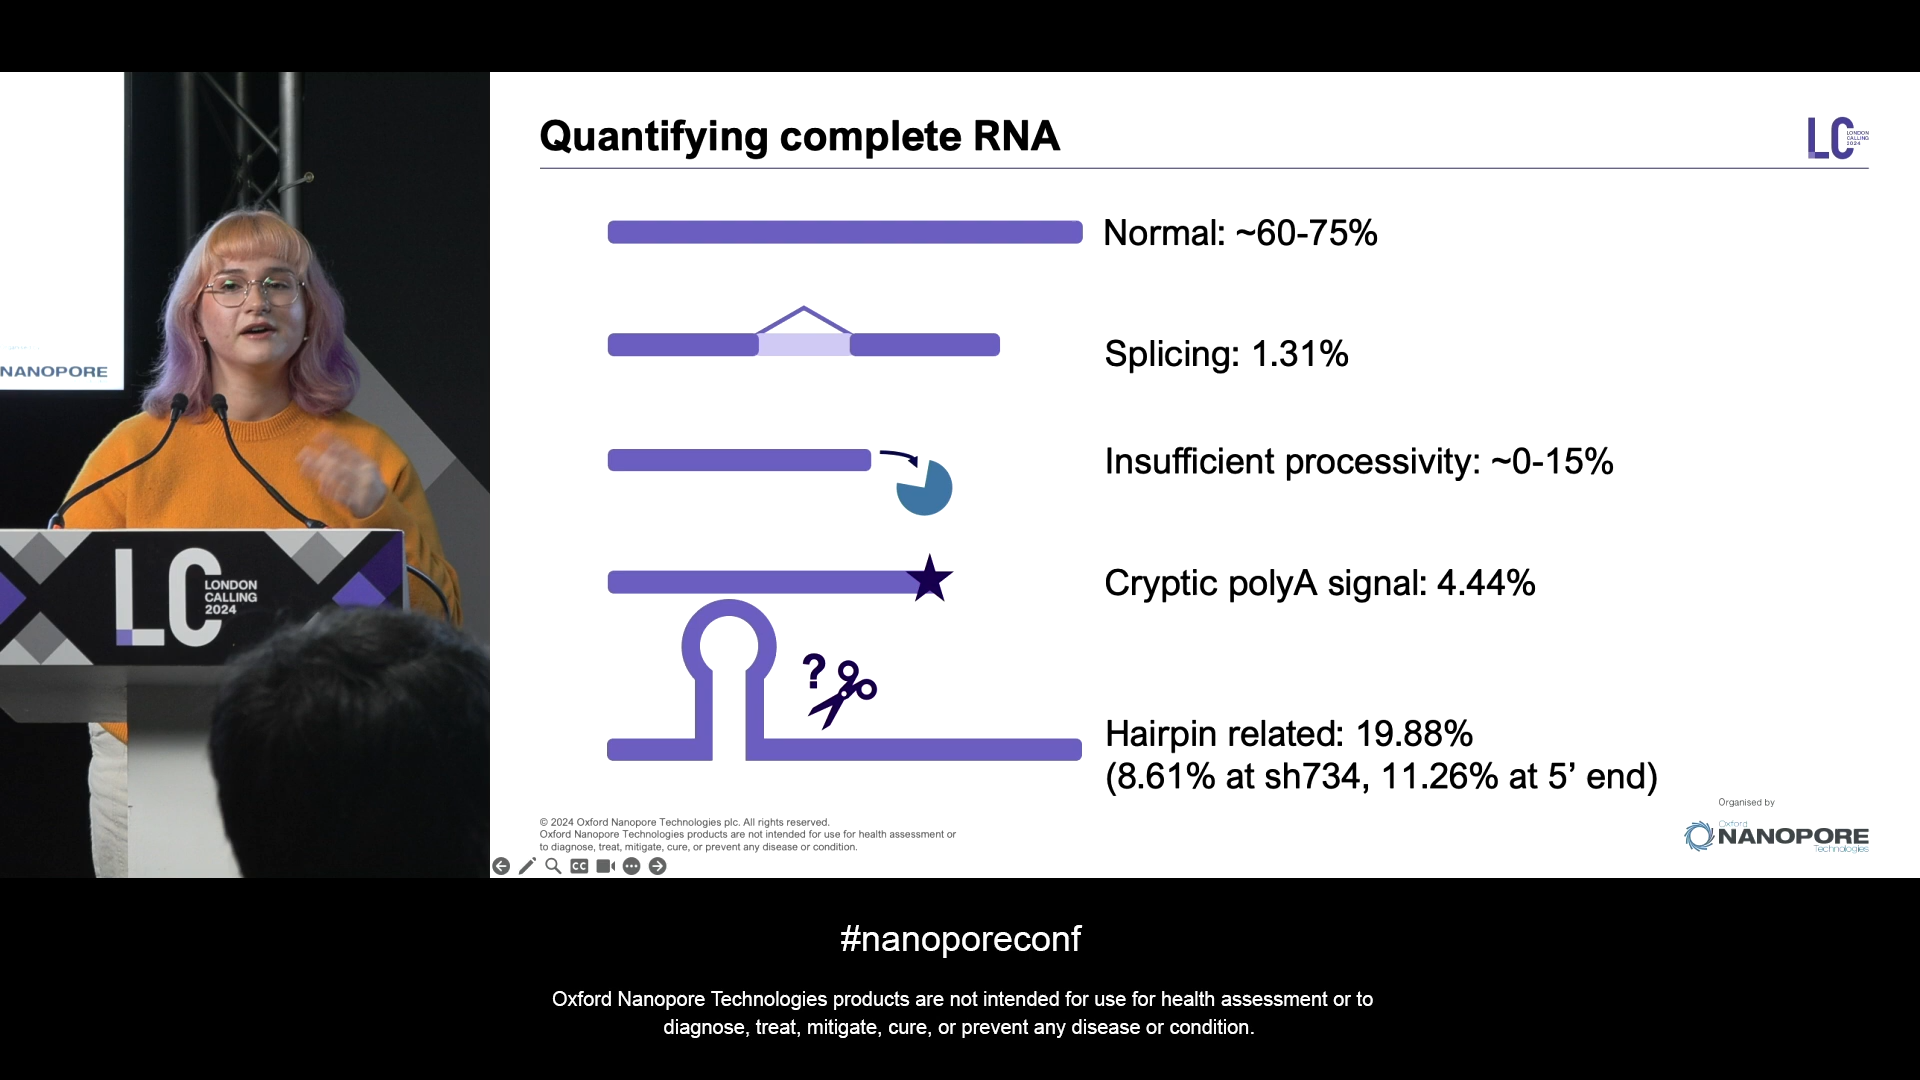 NANOPORE
LC
LONDON
CALLING
2024
Quantifying complete RNA
LC
LONDON
CALLING
2024
Normal: ~60-75%
Splicing: 1.31%
Insufficient processivity: ~0-15%
Cryptic polyA signal: 4.44%
?
Hairpin related: 19.88%
(8.61% at sh734, 11.26% at 5’ end)
Organised by
Oxford
NANOPORE
Technologies
© 2024 Oxford Nanopore Technologies plc. All rights reserved.
Oxford Nanopore Technologies products are not intended for use for health assessment or
to diagnose, treat, mitigate, cure, or prevent any disease or condition.
CC
#nanoporeconf
Oxford Nanopore Technologies products are not intended for use for health assessment or to
diagnose, treat, mitigate, cure, or prevent any disease or condition.